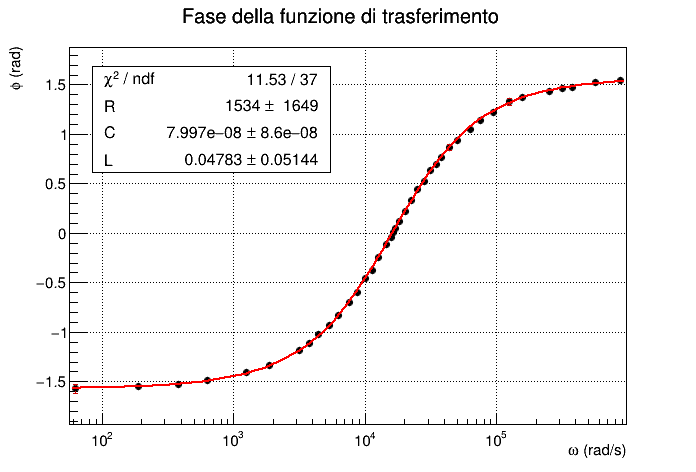 Fase della funzione di trasferimento
φ (rad)
χ² / ndf 11.53 / 37
R 1534 ± 1649
C 7.997e−08 ± 8.6e−08
L 0.04783 ± 0.05144
1.5
1
0.5
0
−0.5
−1
−1.5
10² 10³ 10⁴ 10⁵
ω (rad/s)